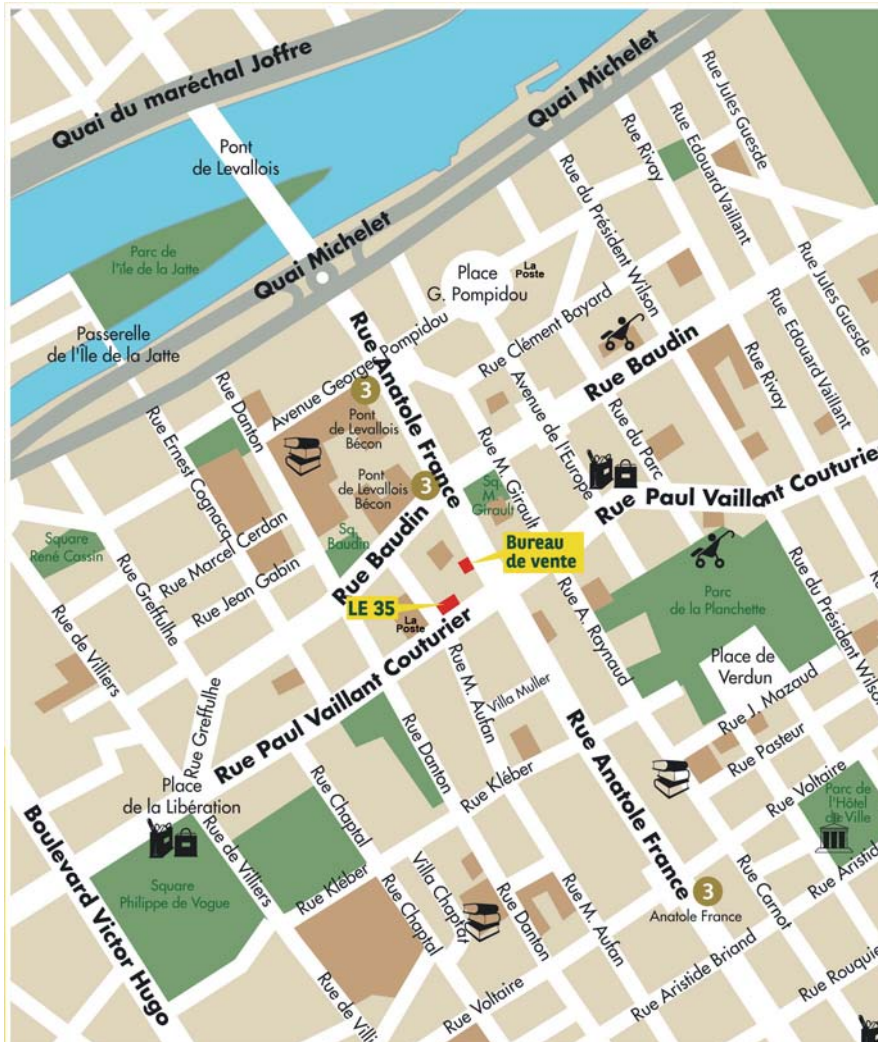 Quai du maréchal Joffre
Quai Michelet
Rue Jules Guesde
Pont
de Levallois
Rue Rivay
Rue Edouard Vaillant
Rue du Président Wilson
Parc de
l'île de la Jatte
Quai Michelet
Place
G. Pompidou
La
Poste
Passerelle
de l'Île de la Jatte
Rue Anatole France
Avenue Georges Pompidou
Rue Clément Bayard
Rue Baudin
Rue Jules Guesde
Rue Edouard Vaillant
Rue Rivay
Rue Danton
Rue Ernest Cognacq
3
Pont
de Levallois
Bécon
Avenue de l'Europe
Rue du Parc
Rue M. Girault
Pont
de Levallois
Bécon
3
Sq.
M.
Girault
Rue Paul Vaillant Couturier
Square
René Cassin
Rue Marcel Cerdan
Sq.
Baudin
Rue Baudin
Bureau
de vente
Rue Jean Gabin
Rue Greffulhe
LE 35
La
Poste
Parc
de la Planchette
Rue du Président Wilson
Rue de Villiers
Rue A. Raynaud
Place de
Verdun
Rue M. Aufan
Villa Muller
Rue J. Mazaud
Rue Greffulhe
Rue Paul Vaillant Couturier
Rue Danton
Rue Kléber
Rue Anatole France
Rue Pasteur
Rue Voltaire
Place
de la Libération
Rue Chaptal
Parc de
l'Hôtel
de Ville
Boulevard Victor Hugo
Rue de Villiers
Square
Philippe de Vogue
Rue Kléber
Villa Chaptal
Rue Chaptal
Rue Danton
Rue M. Aufan
3
Anatole France
Rue Carnot
Rue Aristide
Rue Aristide Briand
Rue Voltaire
Rue de Villi
Rue Rouquie